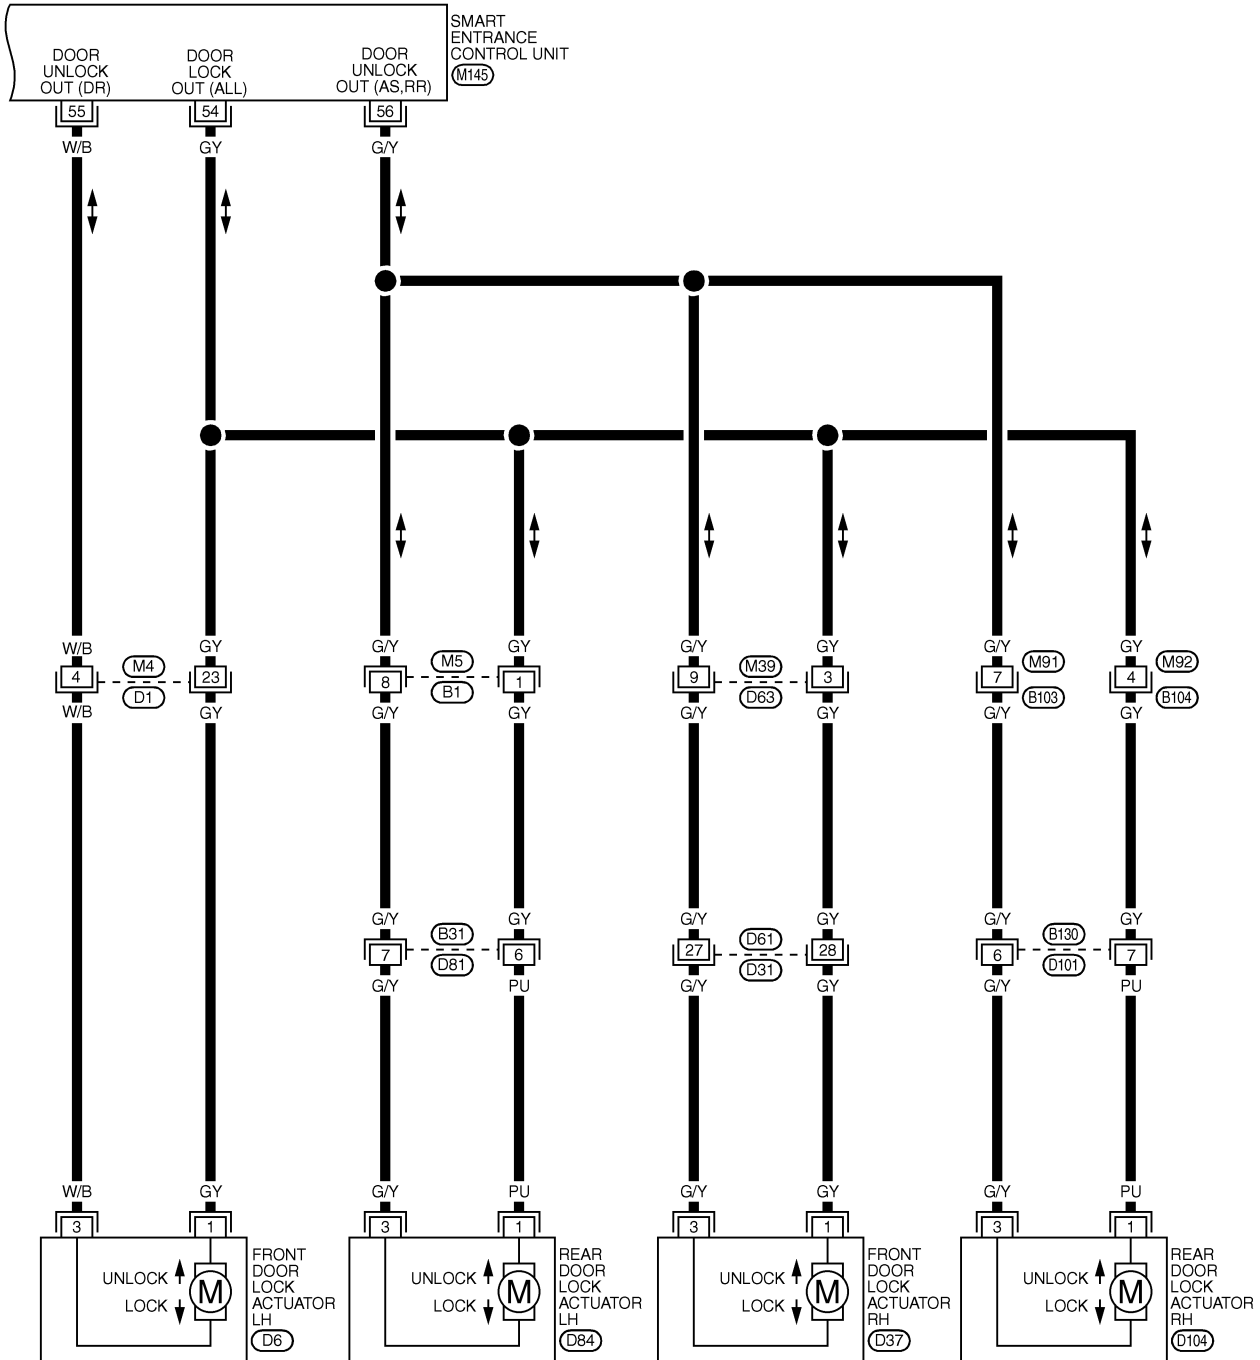 SMART
ENTRANCE
CONTROL UNIT
M145
DOOR
UNLOCK
OUT (DR)
DOOR
LOCK
OUT (ALL)
DOOR
UNLOCK
OUT (AS,RR)
55
54
56
W/B
GY
G/Y
W/B
GY
G/Y
GY
G/Y
GY
G/Y
GY
4
M4
D1
23
8
M5
B1
1
9
M39
D63
3
7
M91
B103
4
M92
B104
W/B
GY
G/Y
GY
G/Y
GY
G/Y
GY
G/Y
GY
G/Y
GY
G/Y
GY
7
B31
D81
6
27
D61
D31
28
6
B130
D101
7
G/Y
PU
G/Y
GY
G/Y
PU
W/B
GY
G/Y
PU
G/Y
GY
G/Y
PU
3
1
3
1
3
1
3
1
UNLOCK
LOCK
M
FRONT
DOOR
LOCK
ACTUATOR
LH
D6
UNLOCK
LOCK
M
REAR
DOOR
LOCK
ACTUATOR
LH
D84
UNLOCK
LOCK
M
FRONT
DOOR
LOCK
ACTUATOR
RH
D37
UNLOCK
LOCK
M
REAR
DOOR
LOCK
ACTUATOR
RH
D104